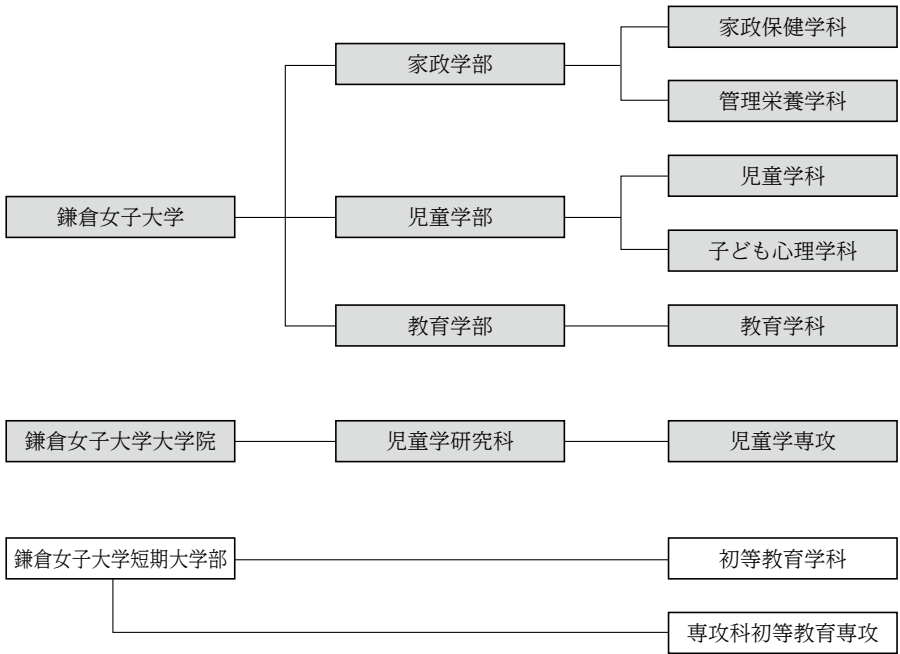 鎌倉女子大学
家政学部
家政保健学科
管理栄養学科
児童学部
児童学科
子ども心理学科
教育学部
教育学科
鎌倉女子大学大学院
児童学研究科
児童学専攻
鎌倉女子大学短期大学部
初等教育学科
専攻科初等教育専攻